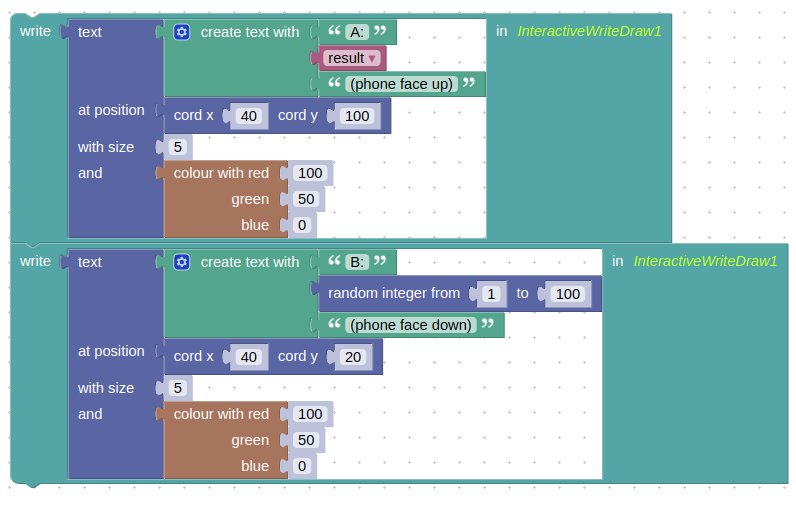 write text create text with “ A: ” in InteractiveWriteDraw1
result ▾
“ (phone face up) ”
at position cord x 40 cord y 100
with size 5
and colour with red 100
green 50
blue 0
write text create text with “ B: ” in InteractiveWriteDraw1
random integer from 1 to 100
“ (phone face down) ”
at position cord x 40 cord y 20
with size 5
and colour with red 100
green 50
blue 0